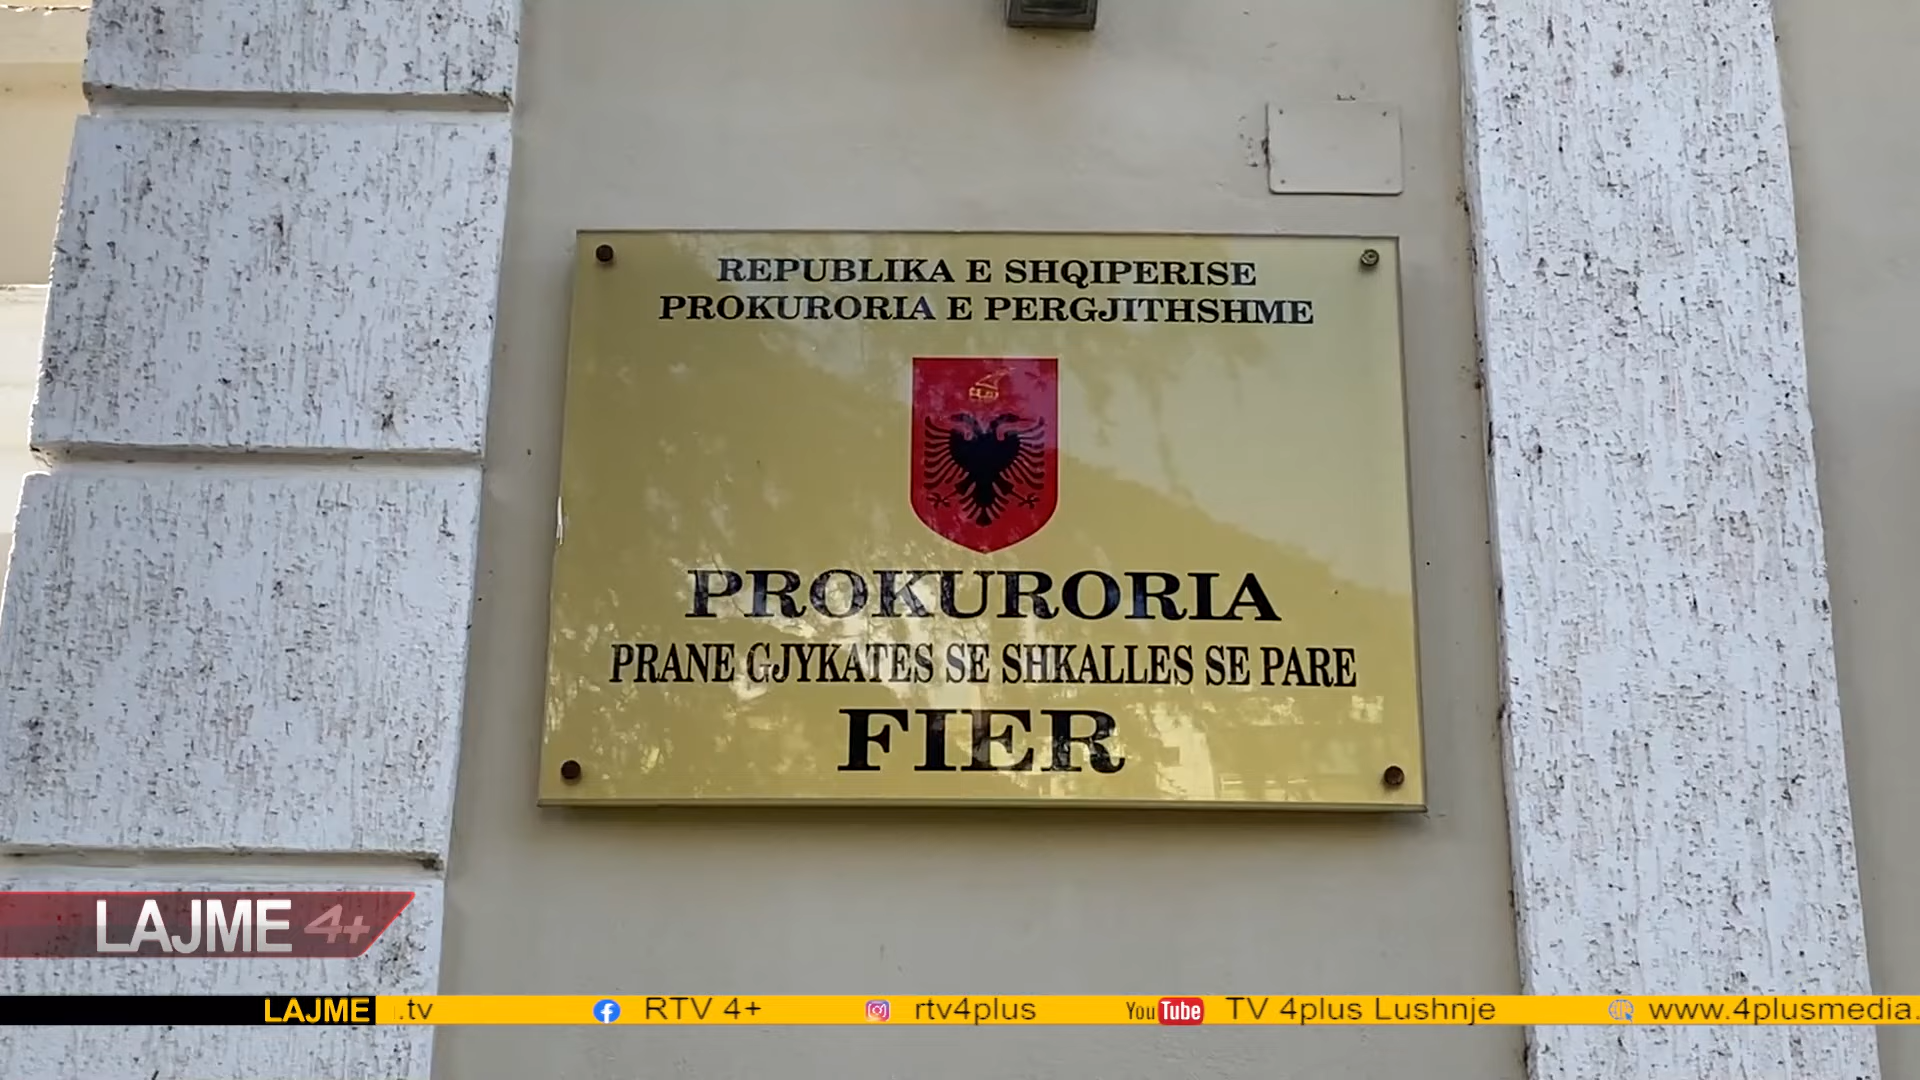 REPUBLIKA E SHQIPERISE
PROKURORIA E PERGJITHSHME
PROKURORIA
PRANE GJYKATES SE SHKALLES SE PARE
FIER
LAJME 4+
LAJME .tv RTV 4+ rtv4plus YouTube TV 4plus Lushnje www.4plusmedia.